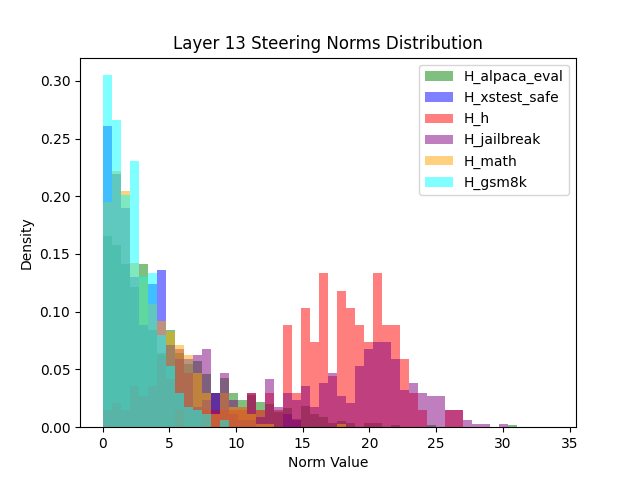 Layer 13 Steering Norms Distribution
0.30
0.25
0.20
0.15
0.10
0.05
0.00
Density
H_alpaca_eval
H_xstest_safe
H_h
H_jailbreak
H_math
H_gsm8k
0 5 10 15 20 25 30 35
Norm Value